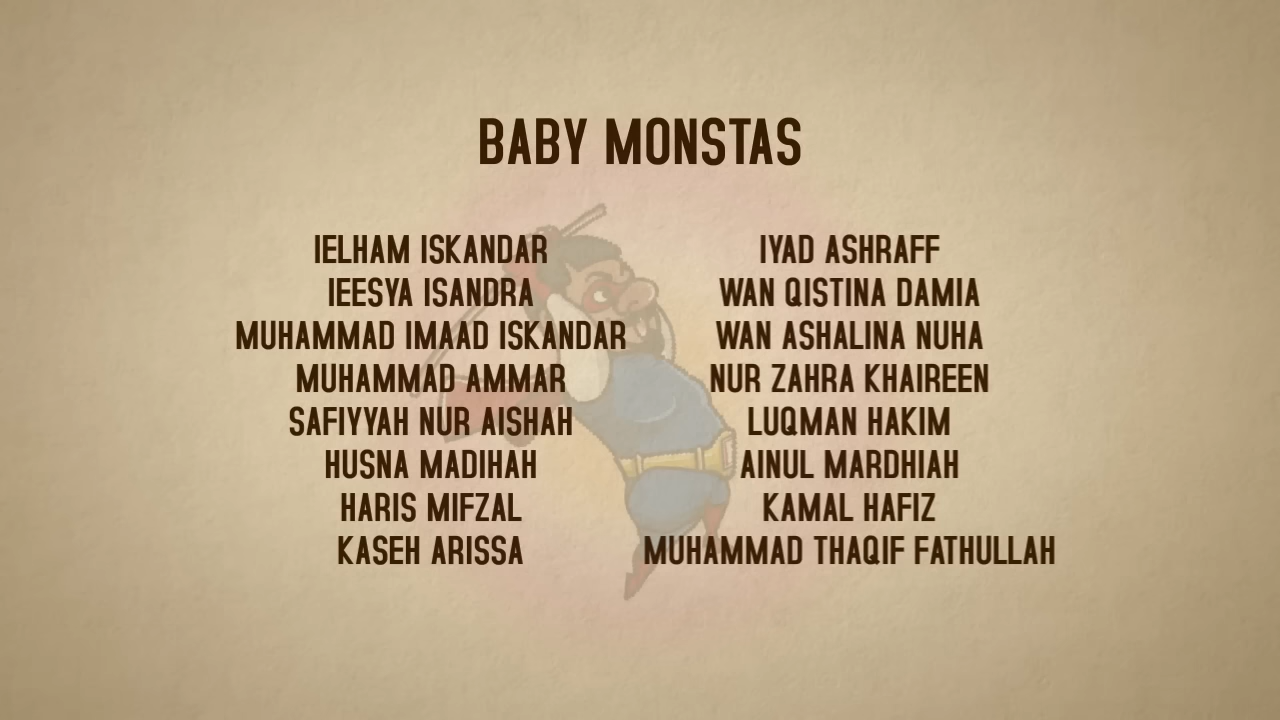 BABY MONSTAS
IELHAM ISKANDAR
IEESYA ISANDRA
MUHAMMAD IMAAD ISKANDAR
MUHAMMAD AMMAR
SAFIYYAH NUR AISHAH
HUSNA MADIHAH
HARIS MIFZAL
KASEH ARISSA
IYAD ASHRAFF
WAN QISTINA DAMIA
WAN ASHALINA NUHA
NUR ZAHRA KHAIREEN
LUQMAN HAKIM
AINUL MARDHIAH
KAMAL HAFIZ
MUHAMMAD THAQIF FATHULLAH